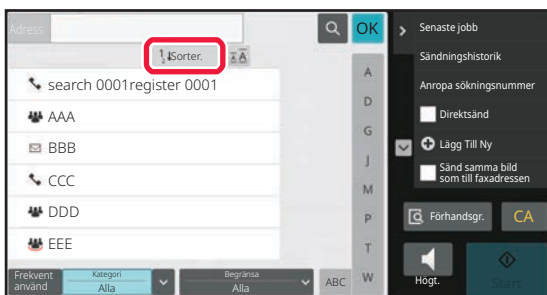 Adress
OK
Sorter.
search 0001register 0001
AAA
BBB
CCC
DDD
EEE
A
D
G
J
M
P
T
W
Frekvent
använd
Kategori
Alla
Begränsa
Alla
ABC
Senaste jobb
Sändningshistorik
Anropa sökningsnummer
Direktsänd
Lägg Till Ny
Sänd samma bild
som till faxadressen
Förhandsgr.
CA
Högt.
Start